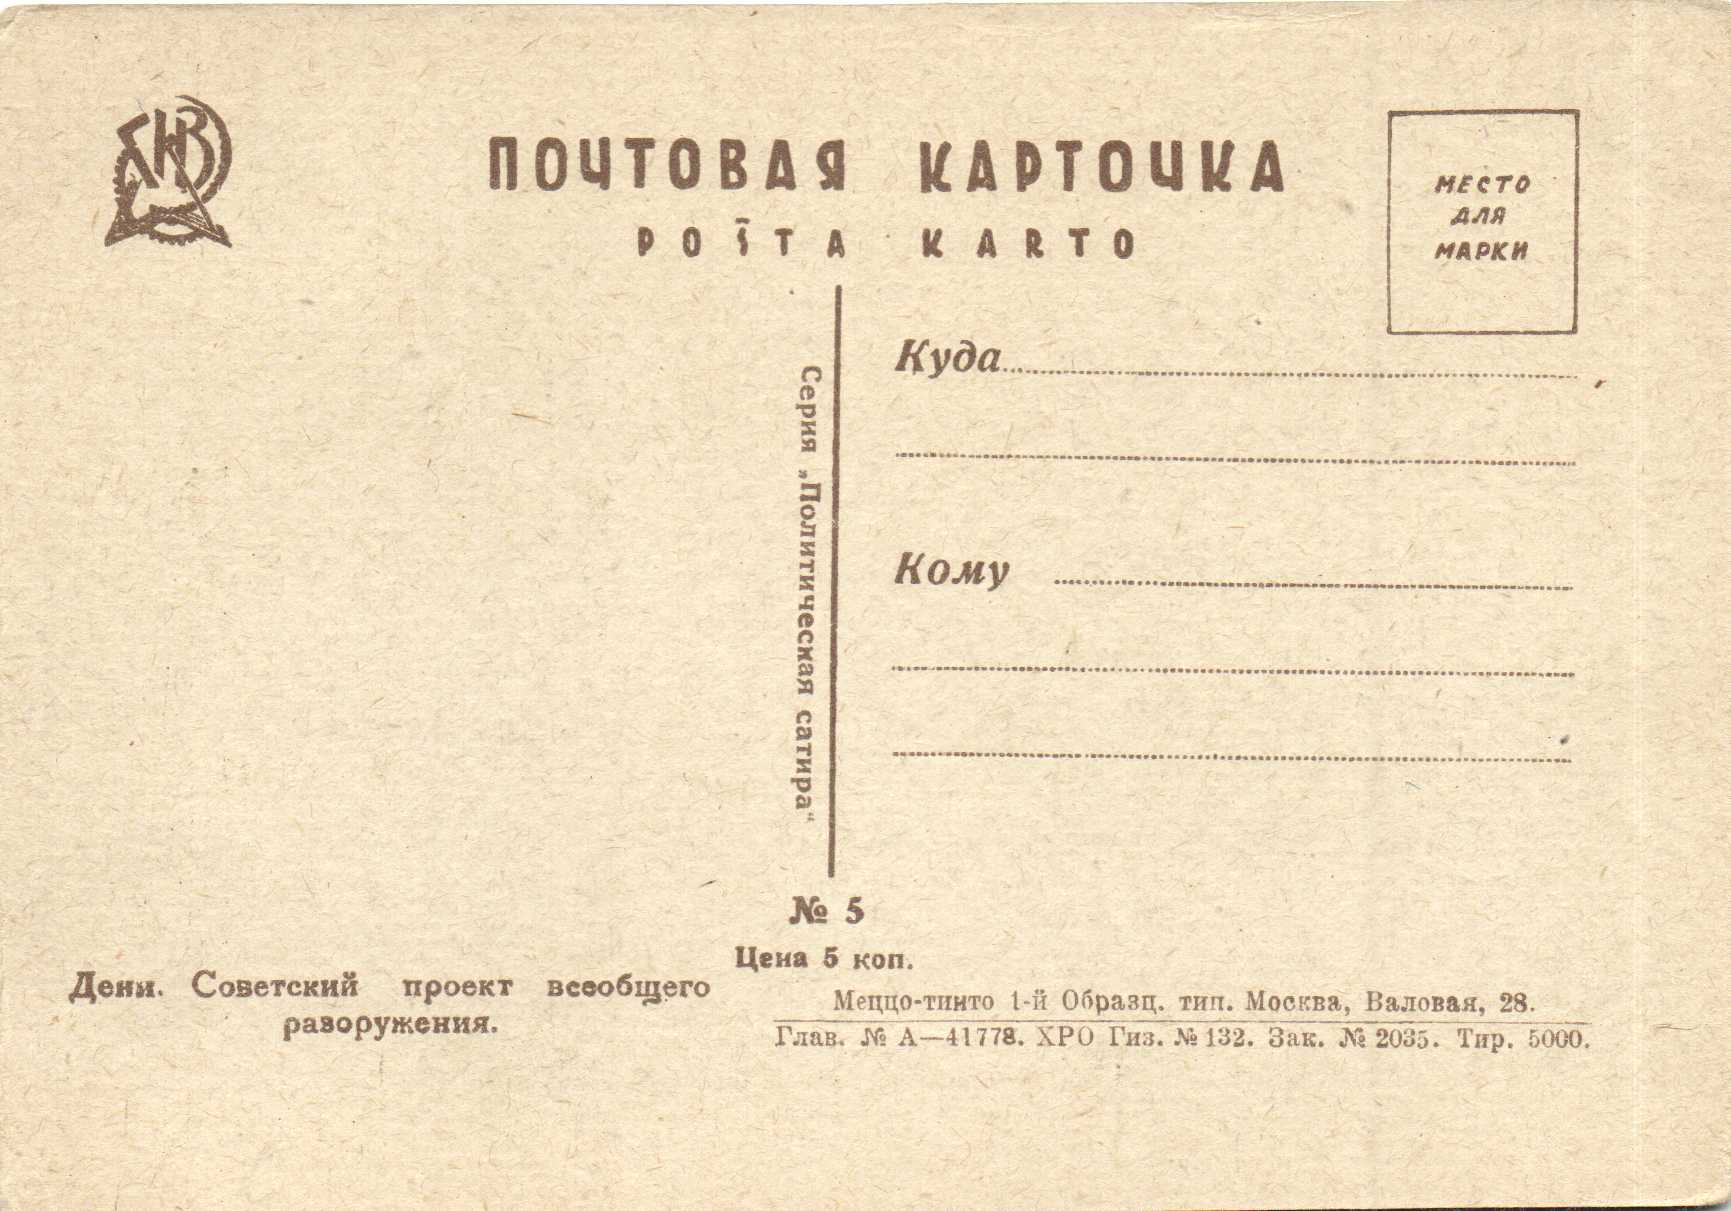 ГИЗ
ПОЧТОВАЯ КАРТОЧКА
POŜTA KARTO
МЕСТО
ДЛЯ
МАРКИ
Куда
Кому
Серия „Политическая сатира“
№ 5
Цена 5 коп.
Дени. Советский проект всеобщего
разоружения.
Меццо-тинто 1-й Образц. тип. Москва, Валовая, 28.
Глав. № А—41778. ХРО Гиз. № 132. Зак. № 2035. Тир. 5000.